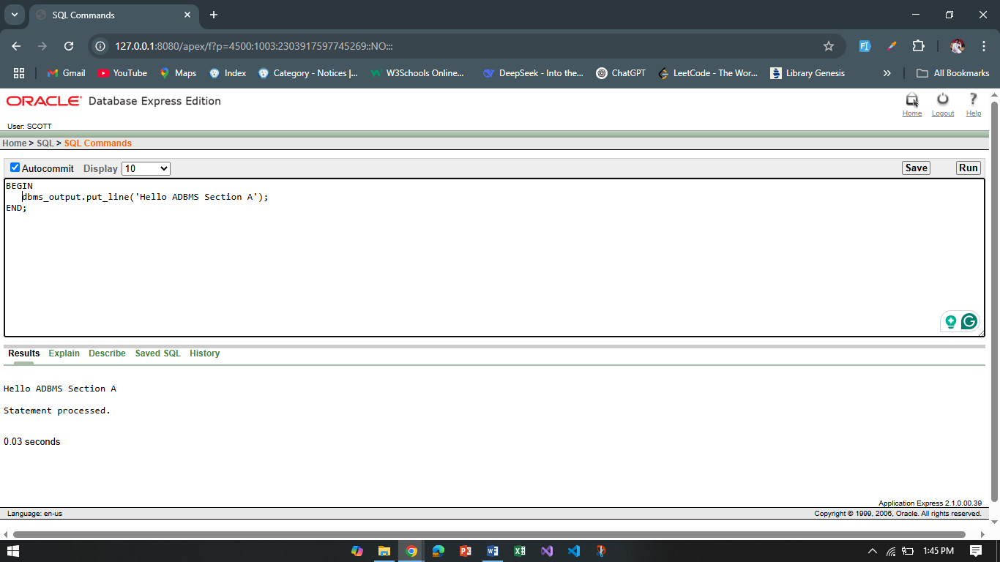 SQL Commands
127.0.0.1:8080/apex/f?p=4500:1003:2303917597745269::NO:::
Gmail YouTube Maps Index Category - Notices |... W3Schools Online... DeepSeek - Into the... ChatGPT LeetCode - The Wor... Library Genesis » All Bookmarks
ORACLE Database Express Edition
Home Logout Help
User: SCOTT
Home > SQL > SQL Commands
Autocommit Display 10 Save Run
BEGIN
dbms_output.put_line('Hello ADBMS Section A');
END;
Results Explain Describe Saved SQL History
Hello ADBMS Section A
Statement processed.
0.03 seconds
Application Express 2.1.0.00.39
Language: en-us Copyright © 1999, 2006, Oracle. All rights reserved.
1:45 PM